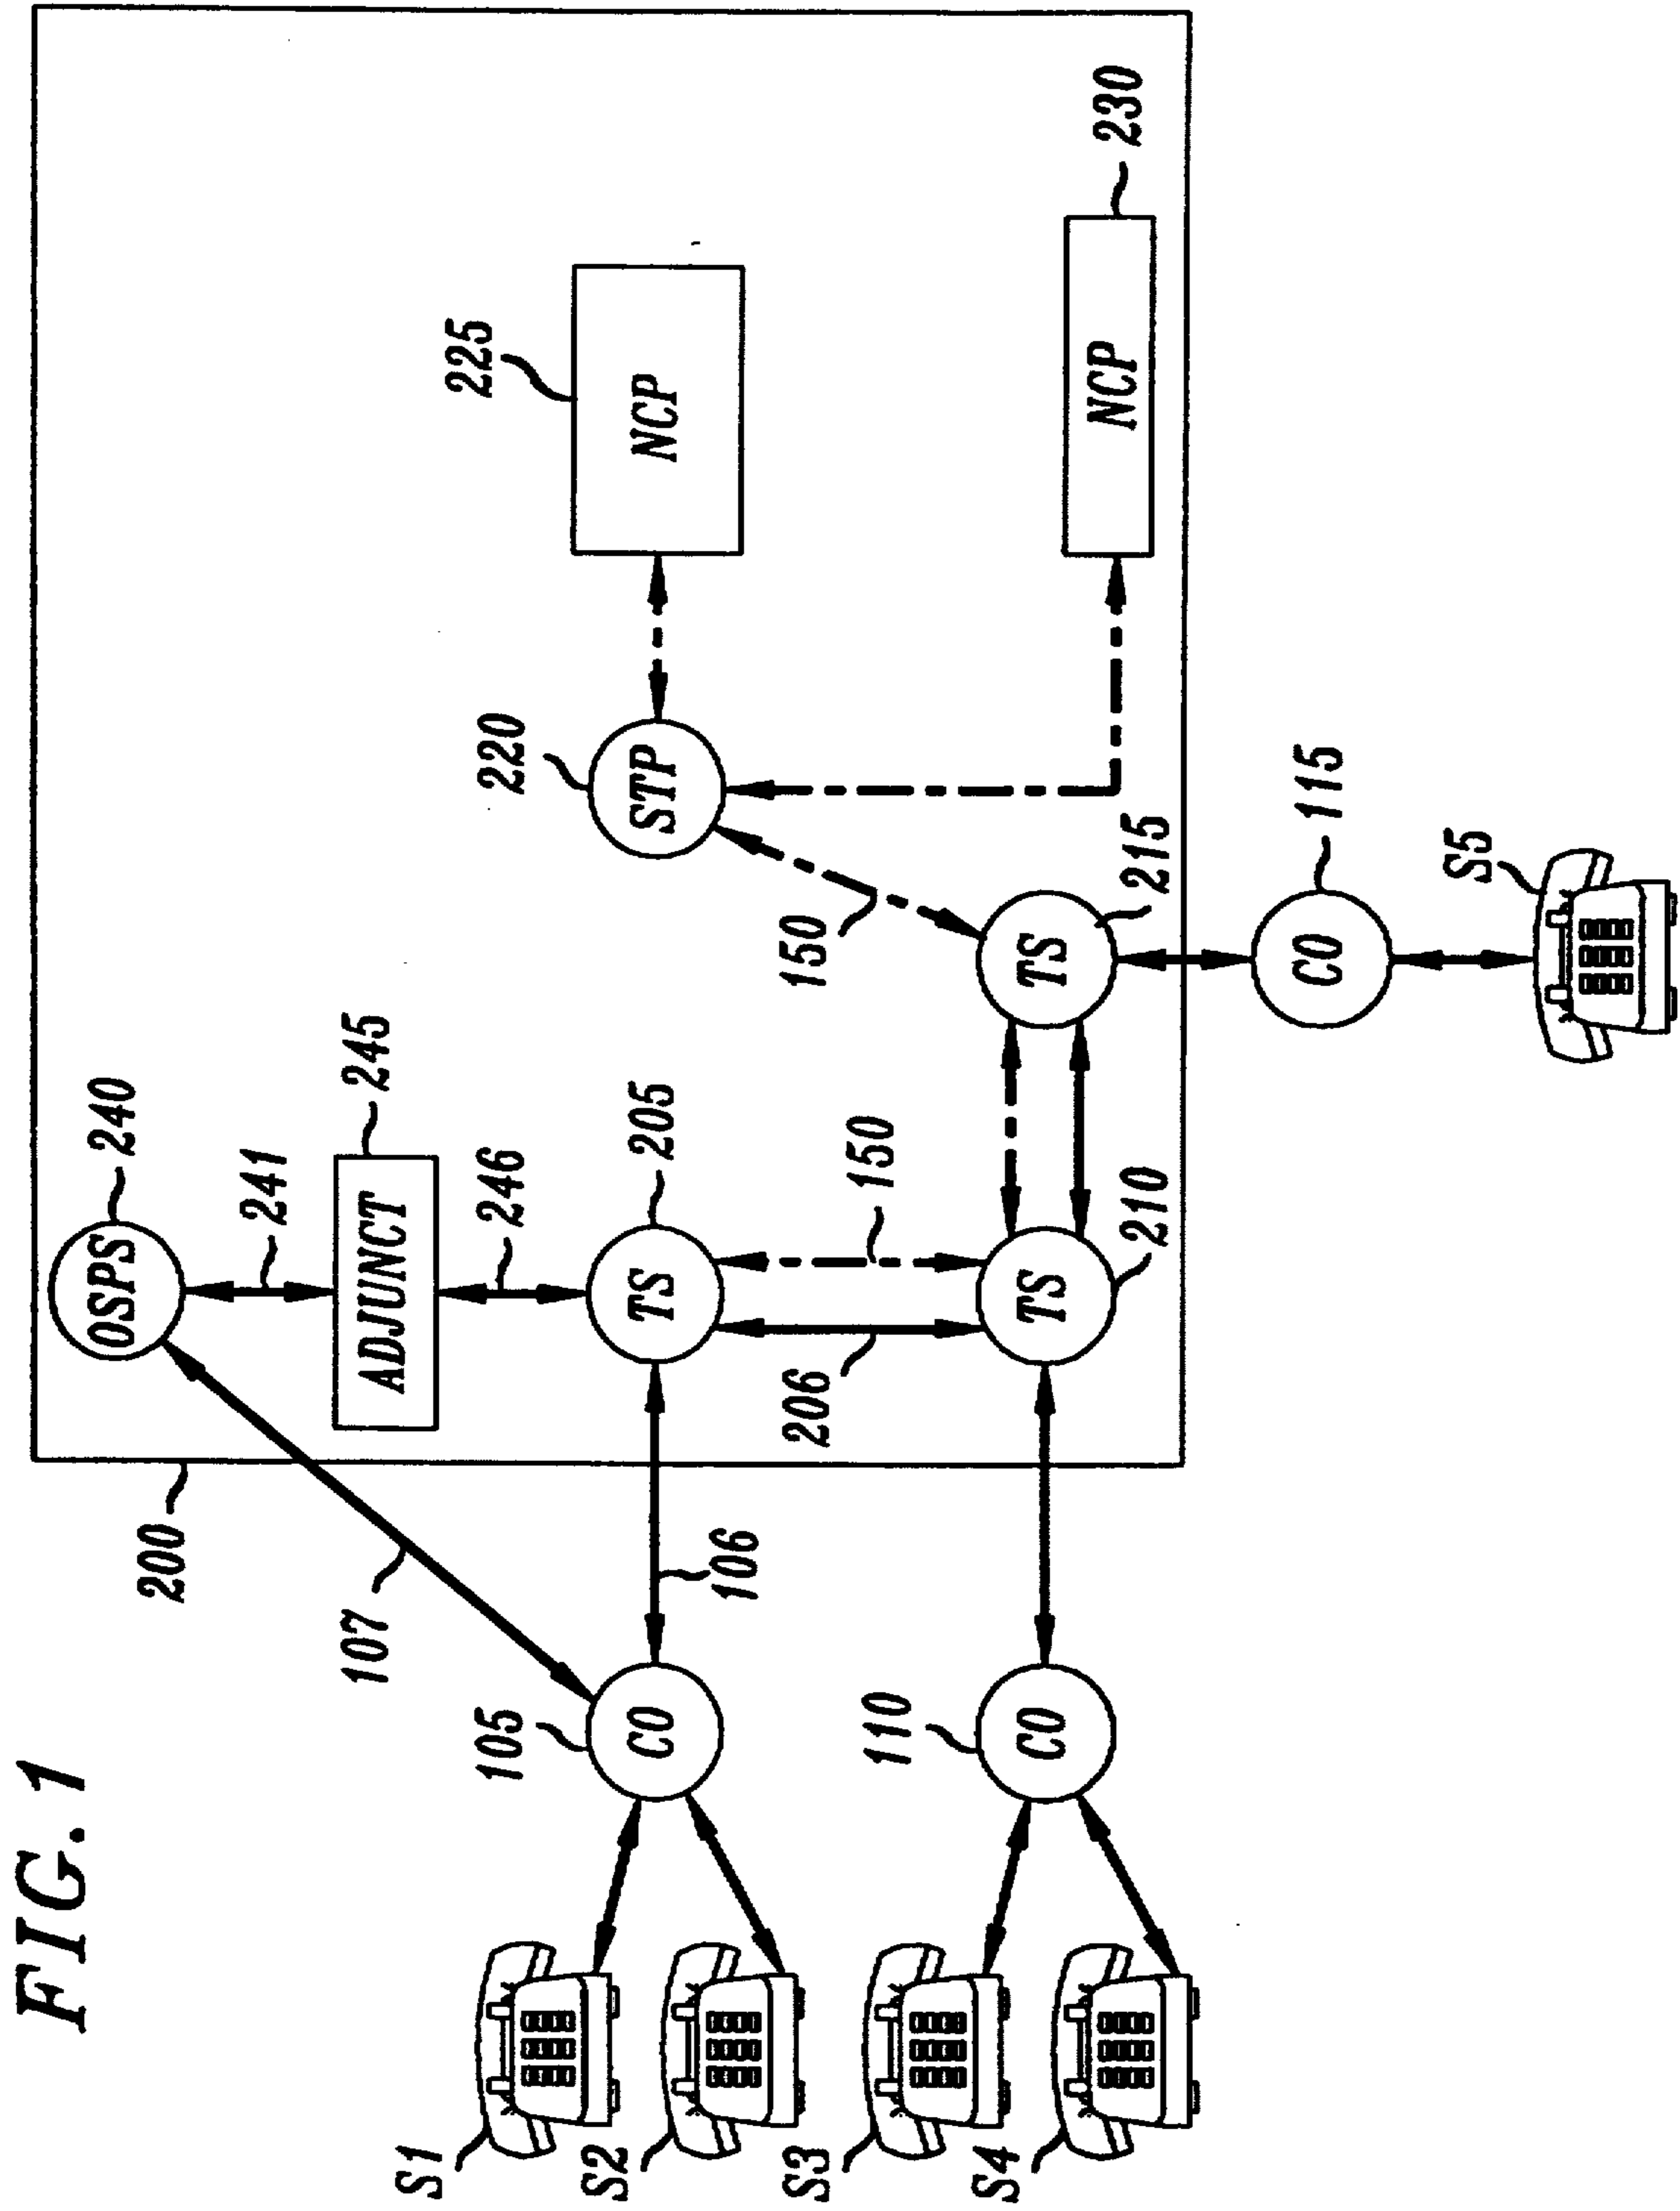 FIG. 1
200
OSPS
240
241
107
ADJUNCT
245
246
S1
105
CO
106
TS
205
220
STP
225
NCP
S2
206
150
150
S3
110
CO
TS
210
TS
215
NCP
230
S4
CO
115
S5